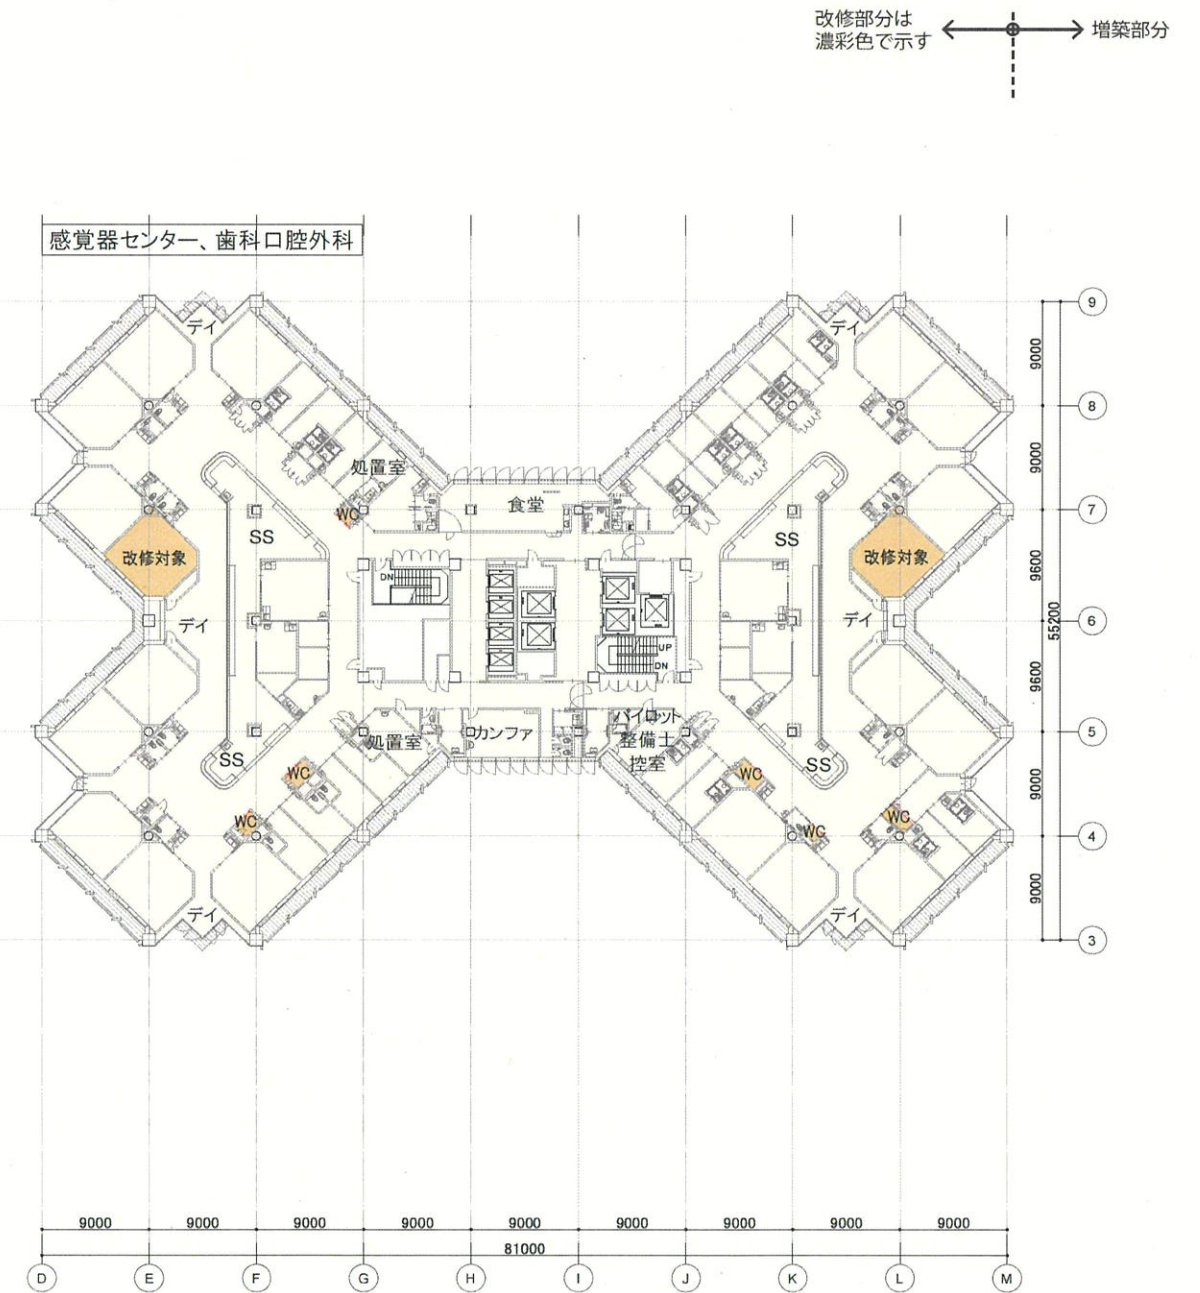 改修部分は
濃彩色で示す
増築部分
感覚器センター、歯科口腔外科
デイ
デイ
9
9000
8
処置室
9000
食堂
WC
7
SS
SS
改修対象
改修対象
9600
DN
デイ
デイ
6
55200
UP
DN
9600
処置室
カンファ
パイロット
整備士
控室
5
SS
SS
WC
WC
9000
WC
WC
WC
4
9000
デイ
デイ
3
9000 9000 9000 9000 9000 9000 9000 9000 9000
81000
D E F G H I J K L M